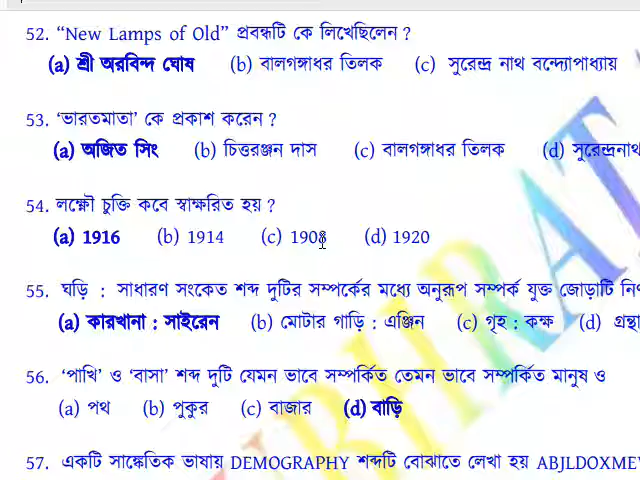 52. “New Lamps of Old” প্রবন্ধটি কে লিখেছিলেন ?
(a) শ্রী অরবিন্দ ঘোষ (b) বালগঙ্গাধর তিলক (c) সুরেন্দ্র নাথ বন্দ্যোপাধ্যায়
53. ‘ভারতমাতা’ কে প্রকাশ করেন ?
(a) অজিত সিং (b) চিত্তরঞ্জন দাস (c) বালগঙ্গাধর তিলক (d) সুরেন্দ্রনাথ
54. লক্ষ্ণৌ চুক্তি কবে স্বাক্ষরিত হয় ?
(a) 1916 (b) 1914 (c) 1908 (d) 1920
55. ঘড়ি : সাধারণ সংকেত শব্দ দুটির সম্পর্কের মধ্যে অনুরূপ সম্পর্ক যুক্ত জোড়াটি
(a) কারখানা : সাইরেন (b) মোটার গাড়ি : এঞ্জিন (c) গৃহ : কক্ষ (d)
56. ‘পাখি’ ও ‘বাসা’ শব্দ দুটি যেমন ভাবে সম্পর্কিত তেমন ভাবে সম্পর্কিত মানুষ ও
(a) পথ (b) পুকুর (c) বাজার (d) বাড়ি
57. একটি সাঙ্কেতিক ভাষায় DEMOGRAPHY শব্দটি বোঝাতে লেখা হয় ABJLDOXMEV